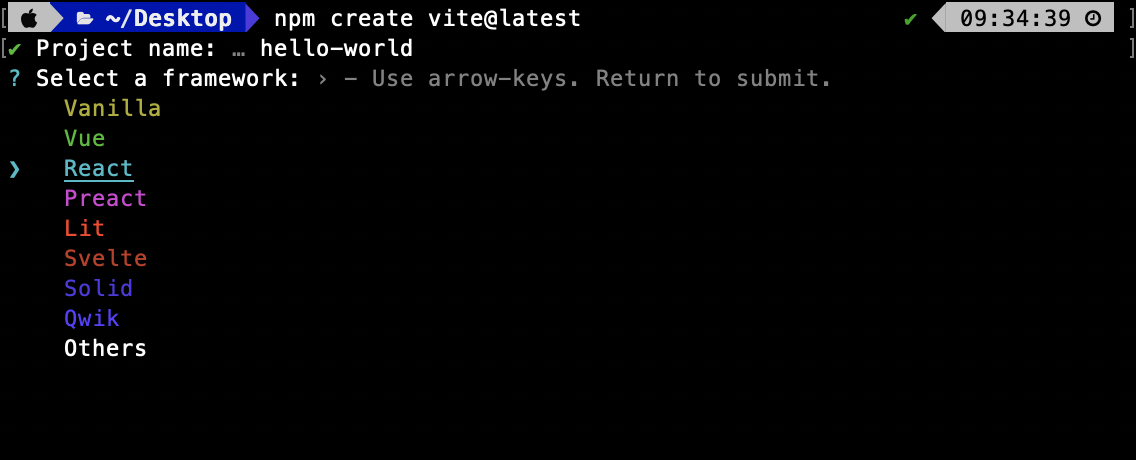 [ ~/Desktop npm create vite@latest ✔ 09:34:39 ]
[✔ Project name: … hello-world ]
? Select a framework: › - Use arrow-keys. Return to submit.
Vanilla
Vue
❯ React
Preact
Lit
Svelte
Solid
Qwik
Others